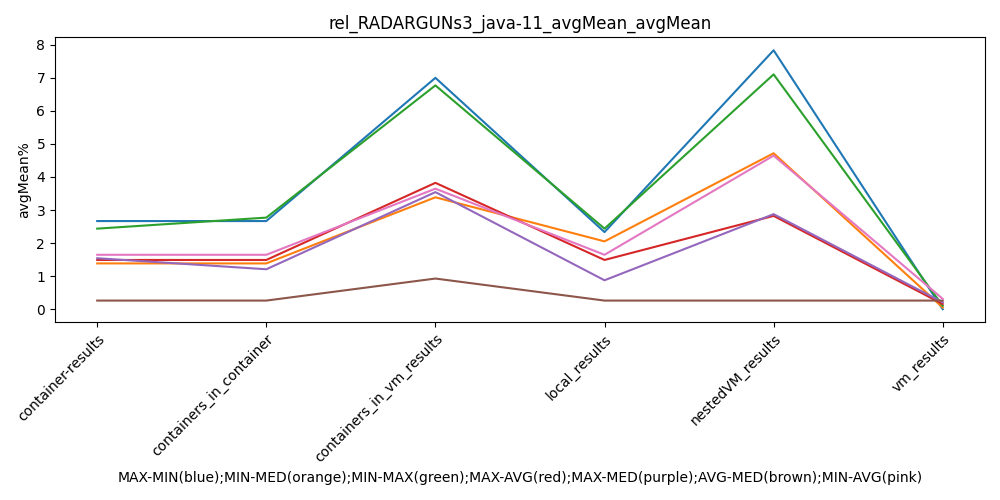 rel_RADARGUNs3_java-11_avgMean_avgMean
8
7
6
5
4
3
2
1
0
avgMean%
container-results
containers_in_container
containers_in_vm_results
local_results
nestedVM_results
vm_results
MAX-MIN(blue);MIN-MED(orange);MIN-MAX(green);MAX-AVG(red);MAX-MED(purple);AVG-MED(brown);MIN-AVG(pink)